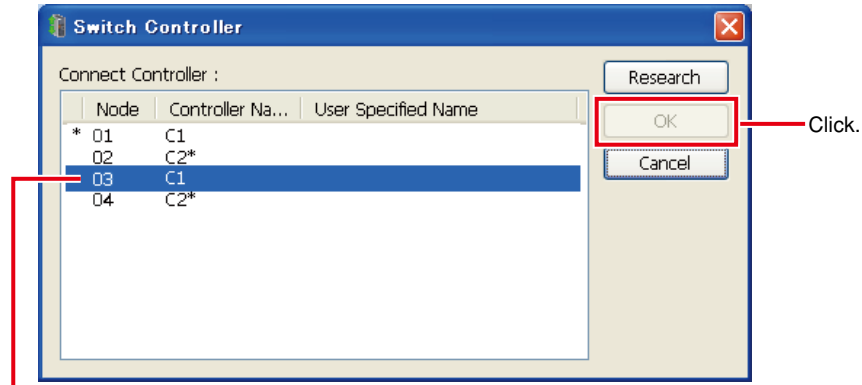 Switch Controller
Connect Controller :
Research
Node Controller Na... User Specified Name
OK
Click.
* 01 C1
02 C2*
Cancel
03 C1
04 C2*